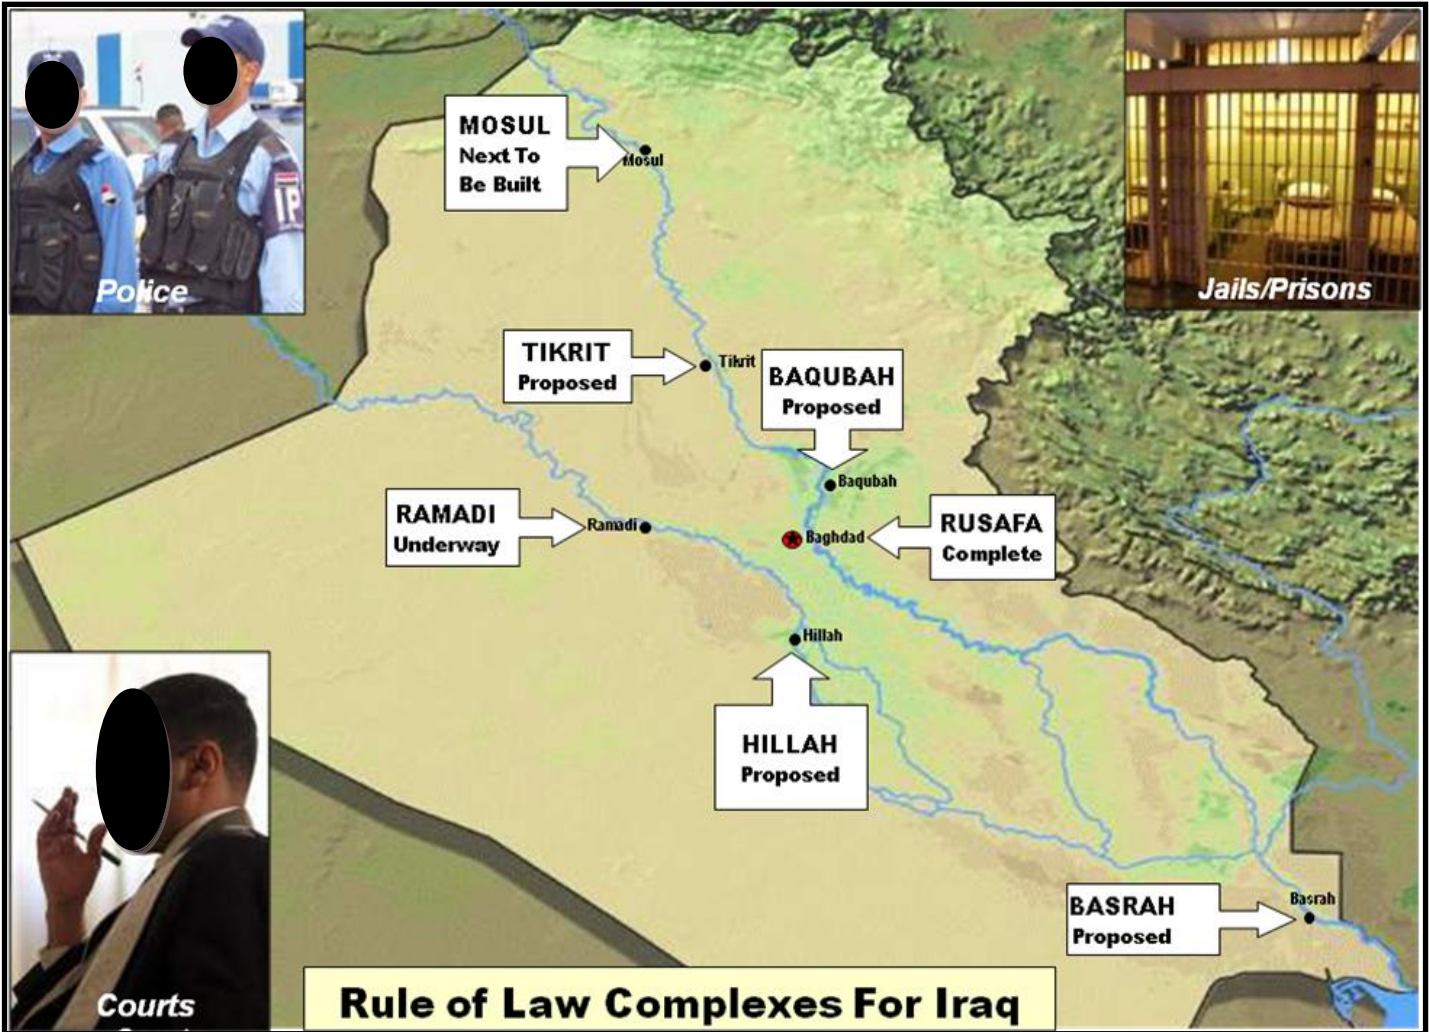 IP
Police
Jails/Prisons
MOSUL
Next To
Be Built
Mosul
TIKRIT
Proposed
Tikrit
BAQUBAH
Proposed
Baqubah
RAMADI
Underway
Ramadi
Baghdad
RUSAFA
Complete
Hillah
HILLAH
Proposed
BASRAH
Proposed
Basrah
Courts
Rule of Law Complexes For Iraq